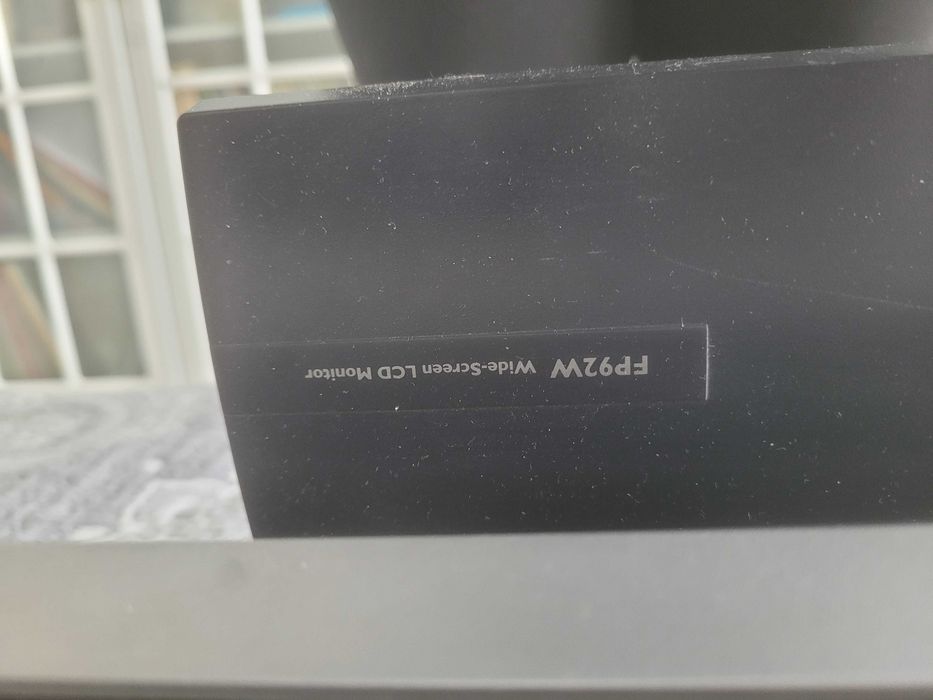 FP92W Wide-Screen LCD Monitor